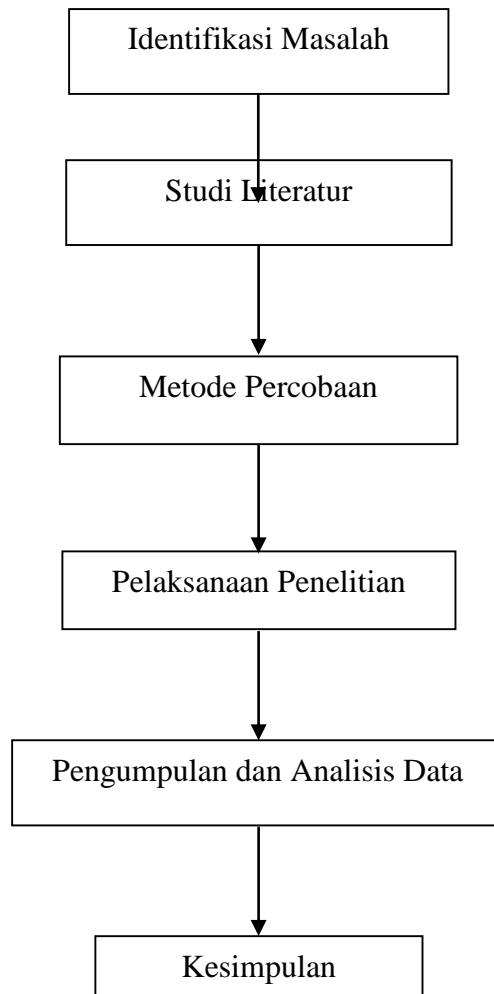 Identifikasi Masalah
Studi Literatur
Metode Percobaan
Pelaksanaan Penelitian
Pengumpulan dan Analisis Data
Kesimpulan